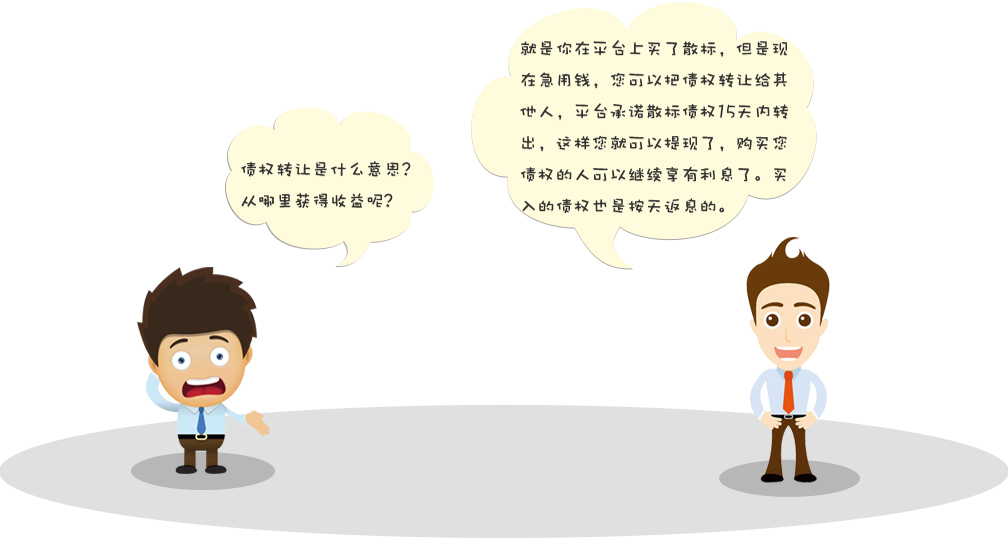 债权转让是什么意思?
从哪里获得收益呢?
就是你在平台上买了散标，但是现
在急用钱，您可以把债权转让给其
他人，平台承诺散标债权15天内转
出，这样您就可以提现了，购买您
债权的人可以继续享有利息了。买
入的债权也是按天返息的。